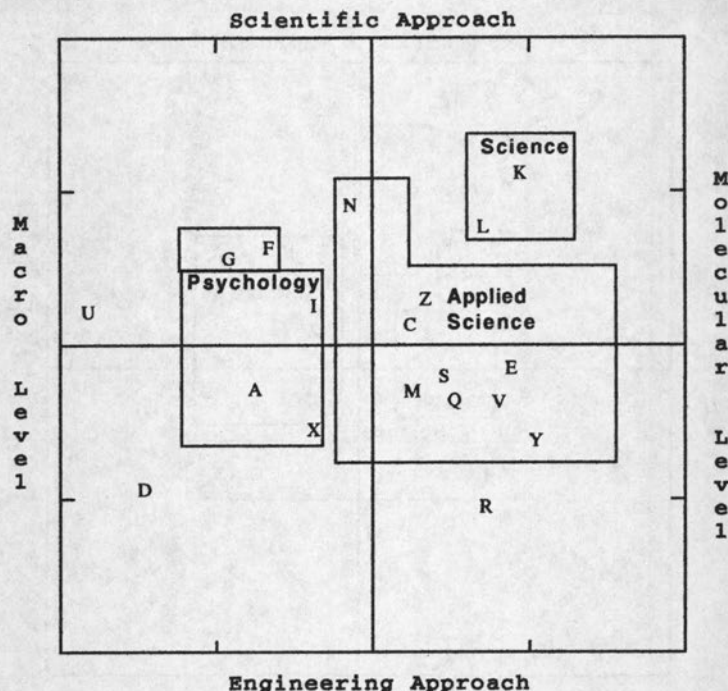 Scientific Approach
Science
K
N
L
F
G
Psychology
I
U
Z
Applied
Science
C
Macro Level
Molecular Level
E
S
A
M
Q
V
X
Y
D
R
Engineering Approach